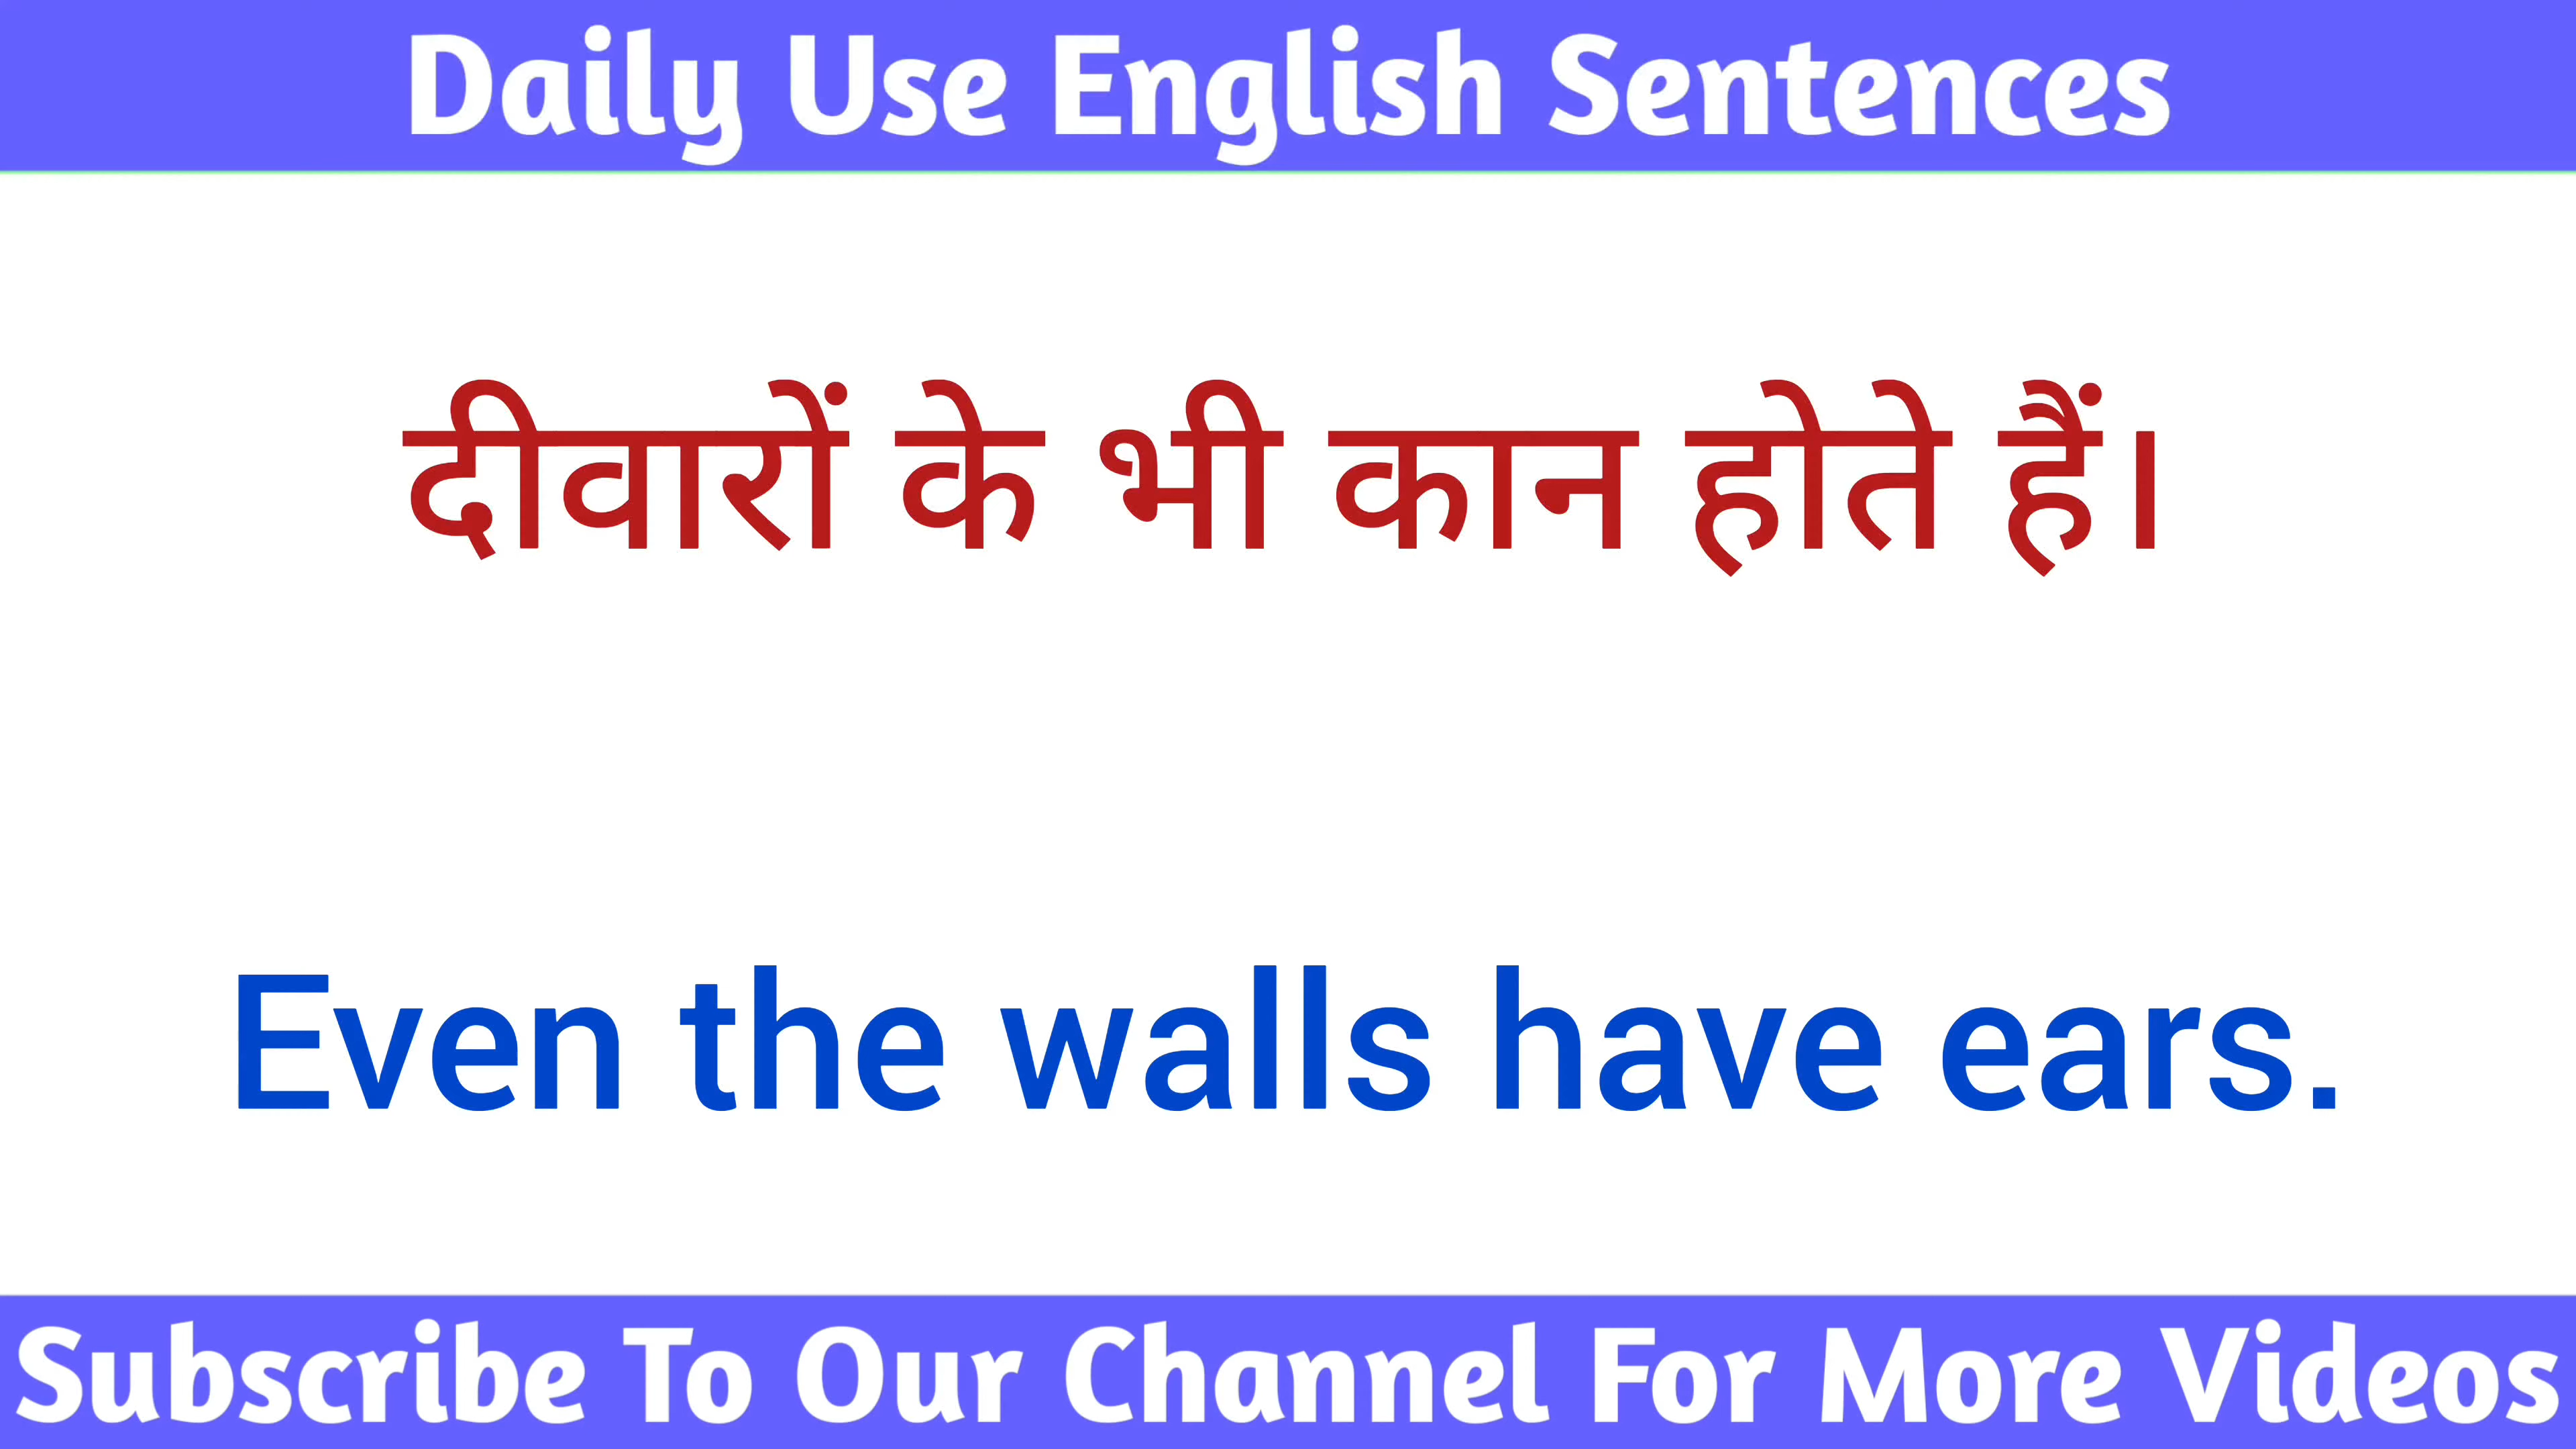 Daily Use English Sentences
दीवारों के भी कान होते हैं।
Even the walls have ears.
Subscribe To Our Channel For More Videos